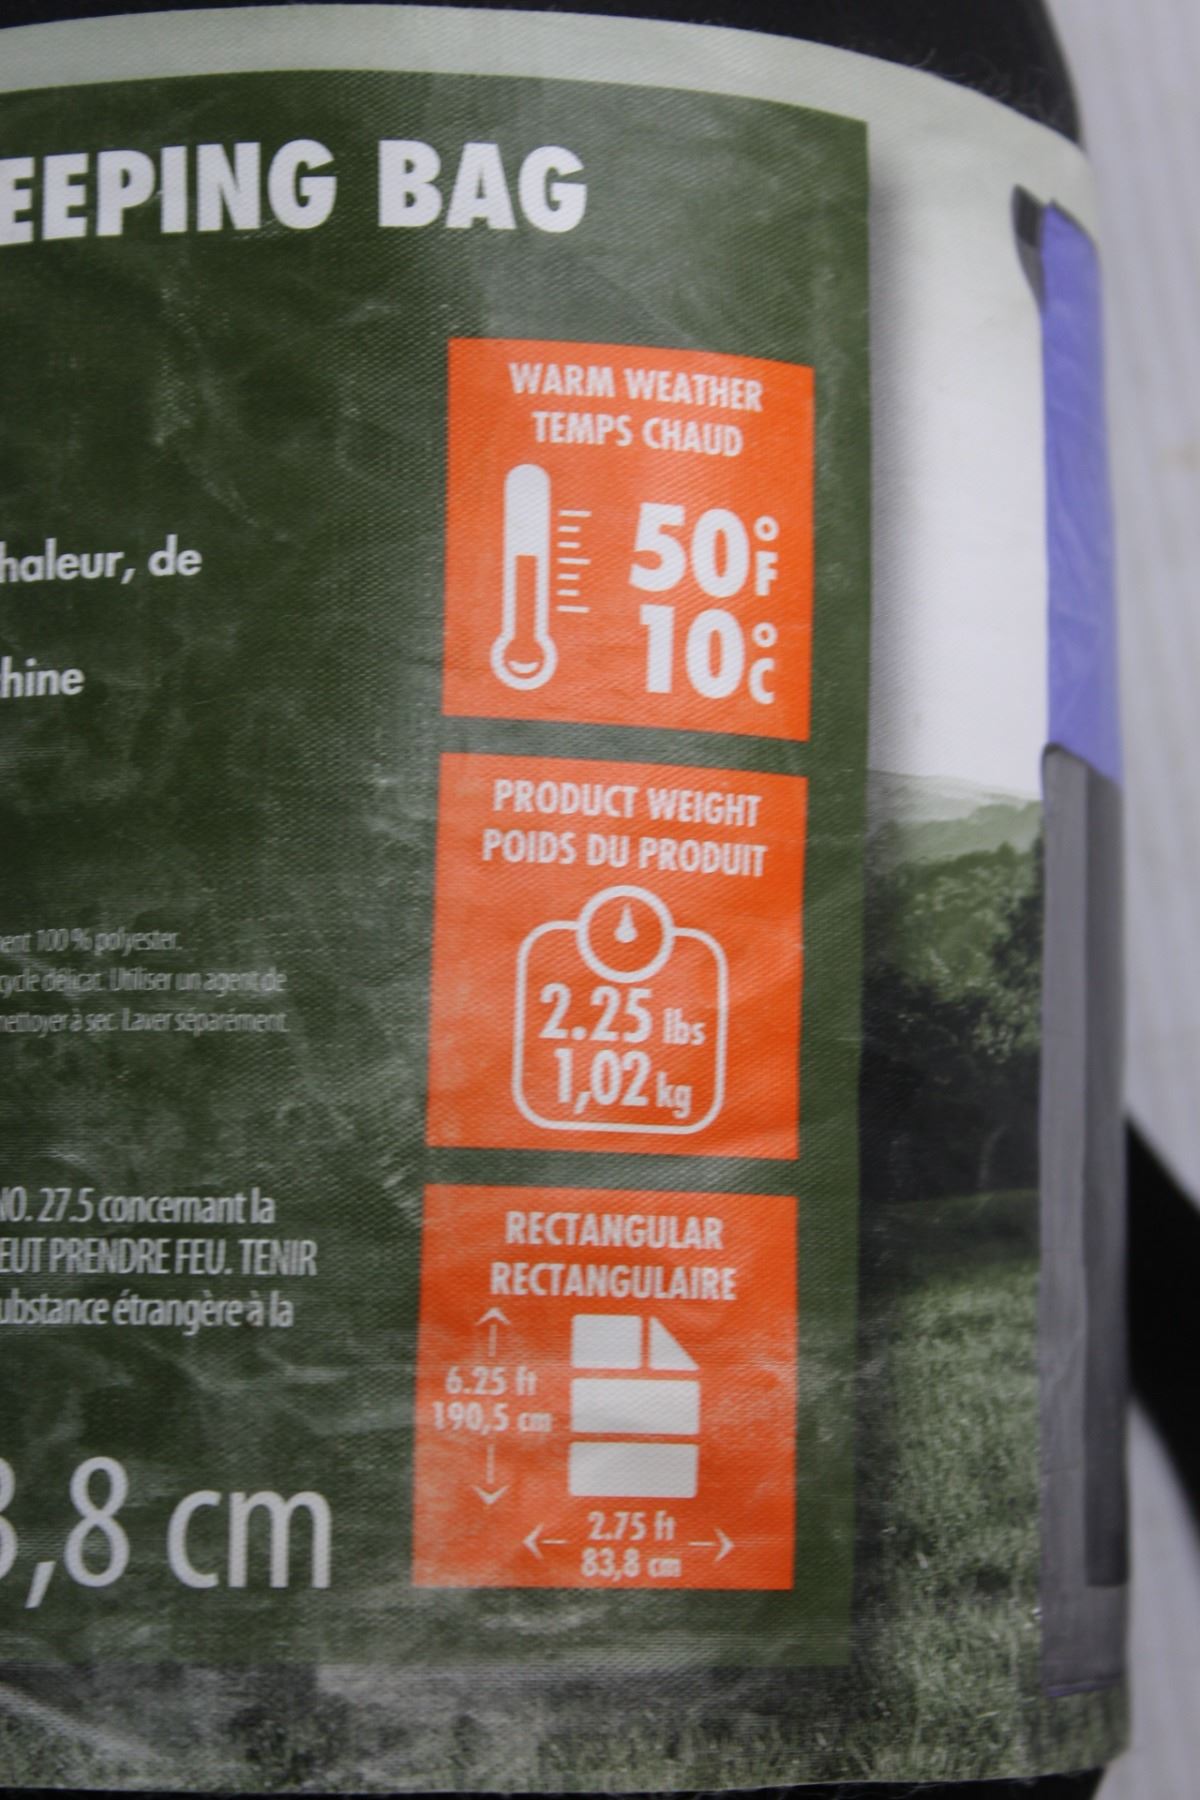 EEPING BAG
WARM WEATHER
TEMPS CHAUD
50°F
10°C
haleur, de
hine
PRODUCT WEIGHT
POIDS DU PRODUIT
2.25 lbs
1,02 kg
ent 100 % polyester.
cycle délicat. Utiliser un agent de
nettoyer à sec. Laver séparément.
NO. 27.5 concernant la
EUT PRENDRE FEU. TENIR
ubstance étrangère à la
RECTANGULAR
RECTANGULAIRE
6.25 ft
190,5 cm
2.75 ft
83,8 cm
3,8 cm